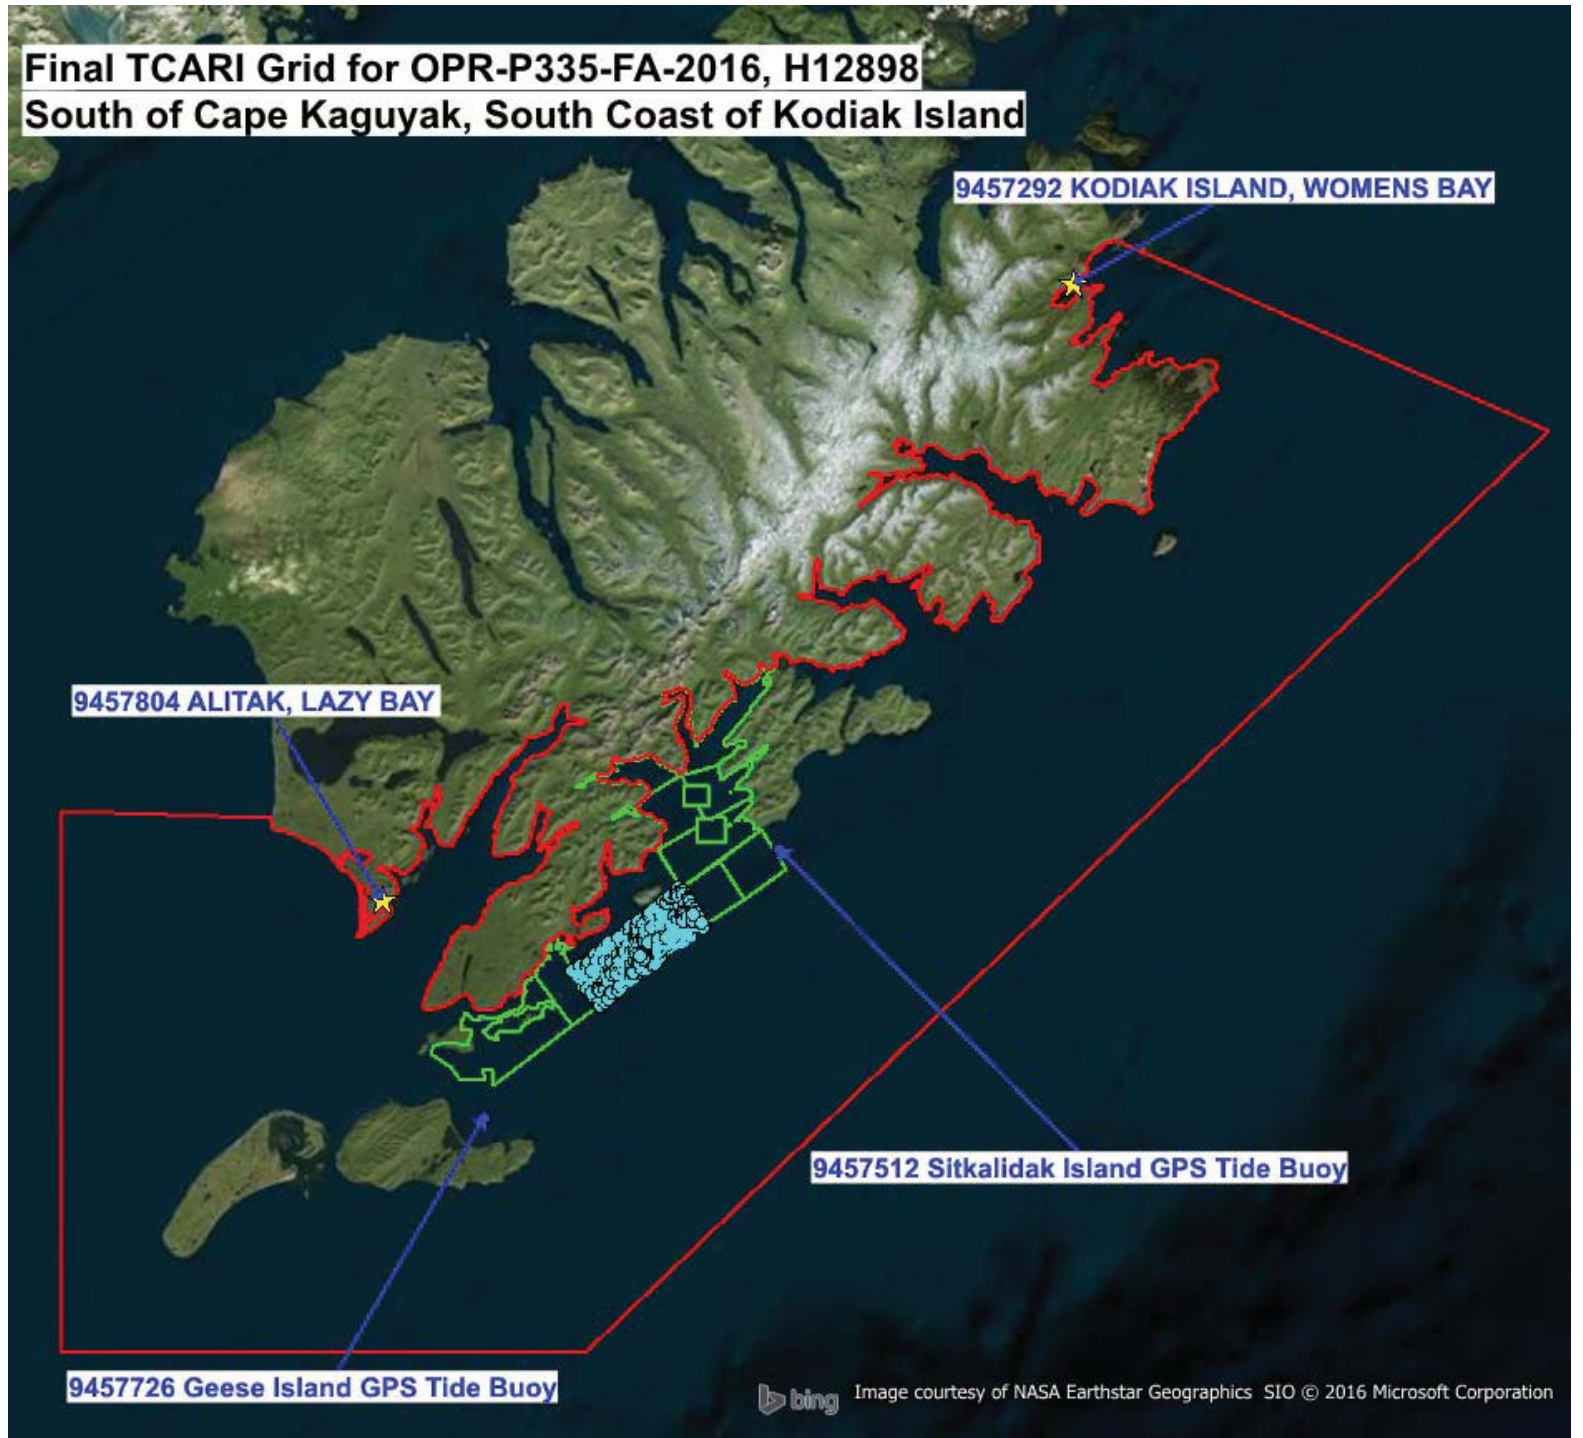 Final TCARI Grid for OPR-P335-FA-2016, H12898
South of Cape Kaguyak, South Coast of Kodiak Island
9457292 KODIAK ISLAND, WOMENS BAY
9457804 ALITAK, LAZY BAY
9457512 Sitkalidak Island GPS Tide Buoy
9457726 Geese Island GPS Tide Buoy
bing
Image courtesy of NASA Earthstar Geographics SIO © 2016 Microsoft Corporation